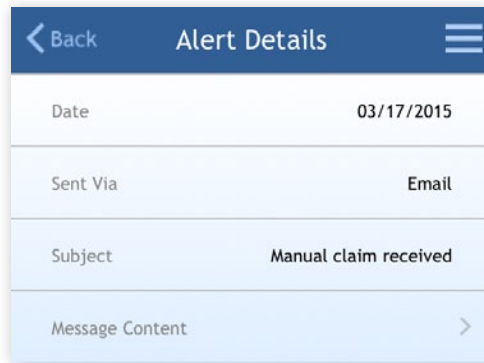 Back Alert Details
Date 03/17/2015
Sent Via Email
Subject Manual claim received
Message Content